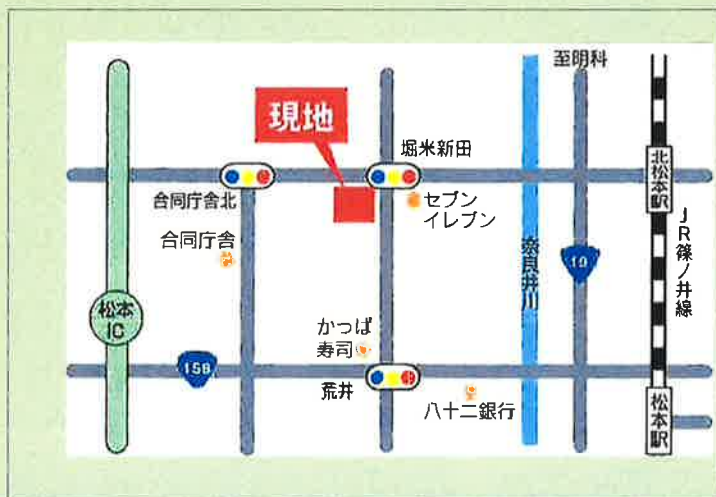 至明科
現地
堀米新田
合同庁舎北
セブン
イレブン
北松本駅
合同庁舎
奈良井川
19
JR篠ノ井線
松本
IC
かっぱ
寿司
158
荒井
八十二銀行
松本駅